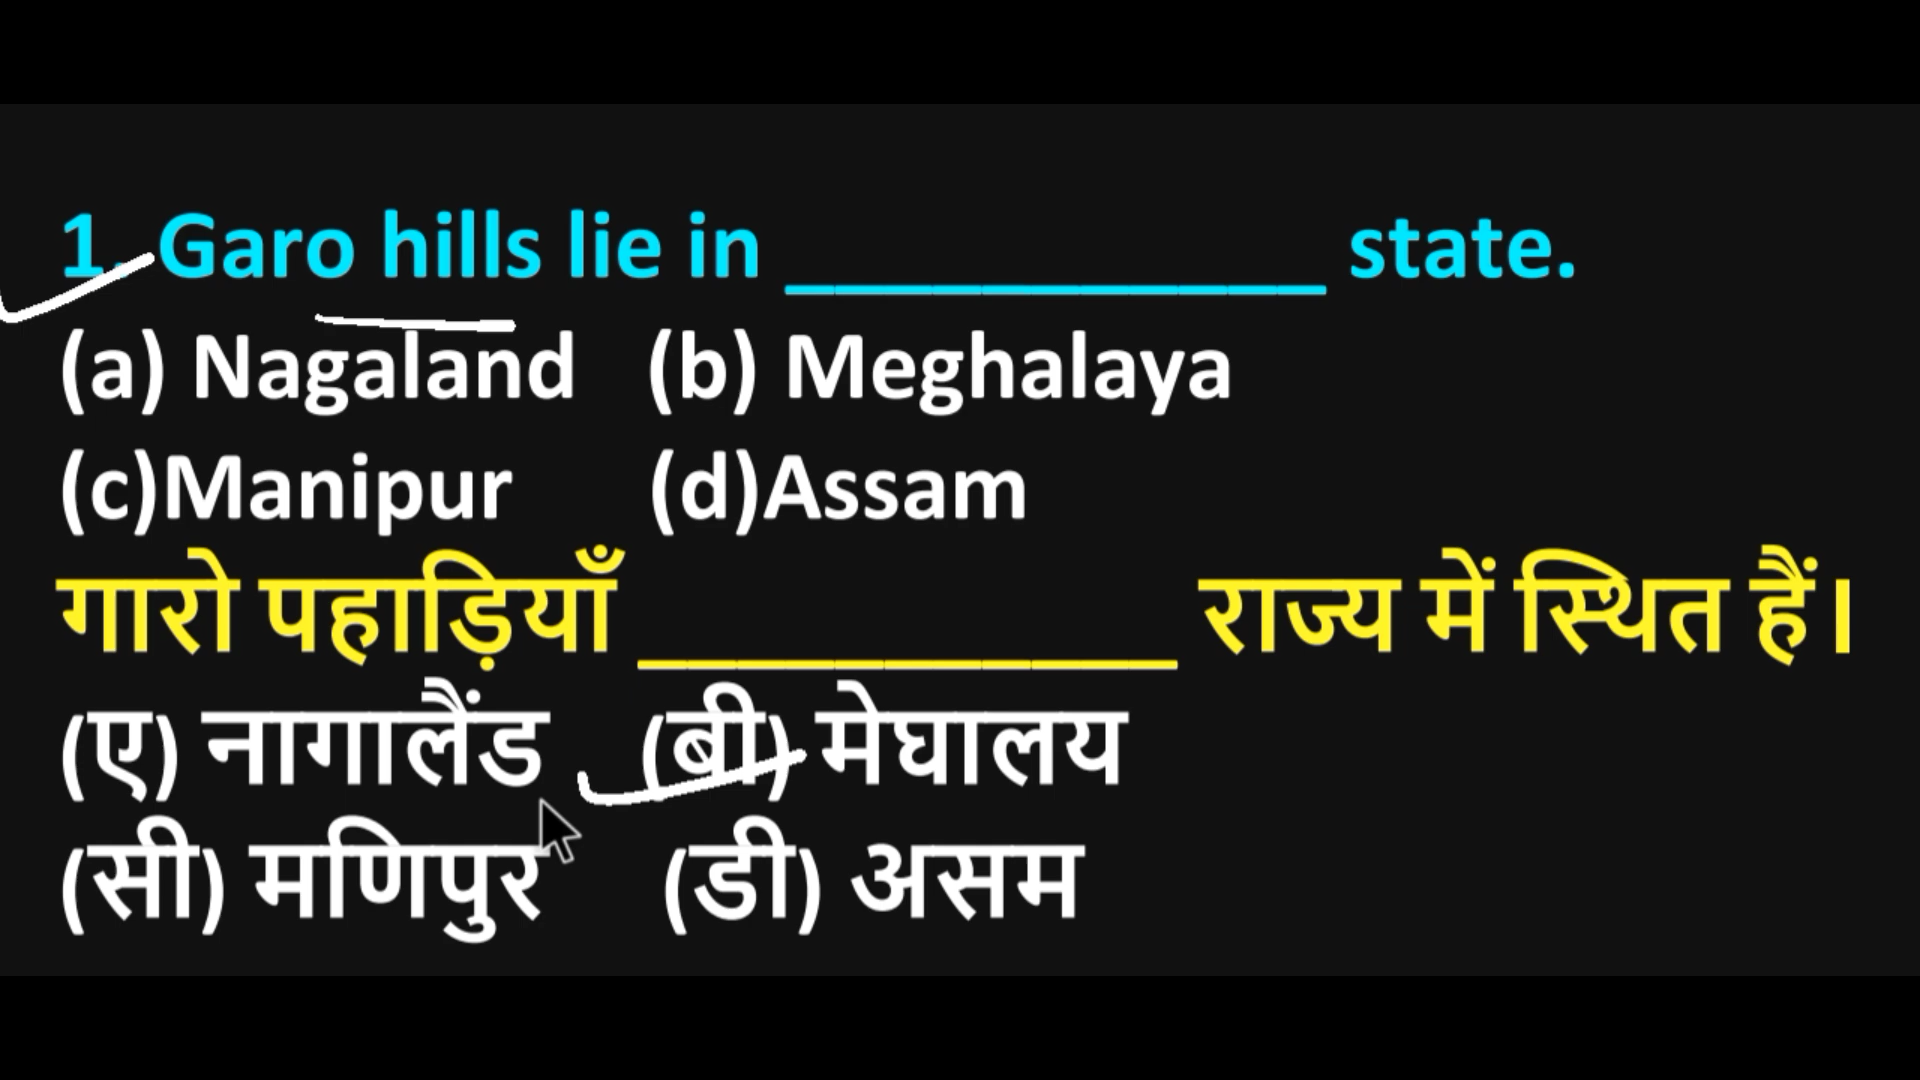 1. Garo hills lie in ___________ state.
(a) Nagaland (b) Meghalaya
(c)Manipur (d)Assam
गारो पहाड़ियाँ ___________ राज्य में स्थित हैं।
(ए) नागालैंड (बी) मेघालय
(सी) मणिपुर (डी) असम